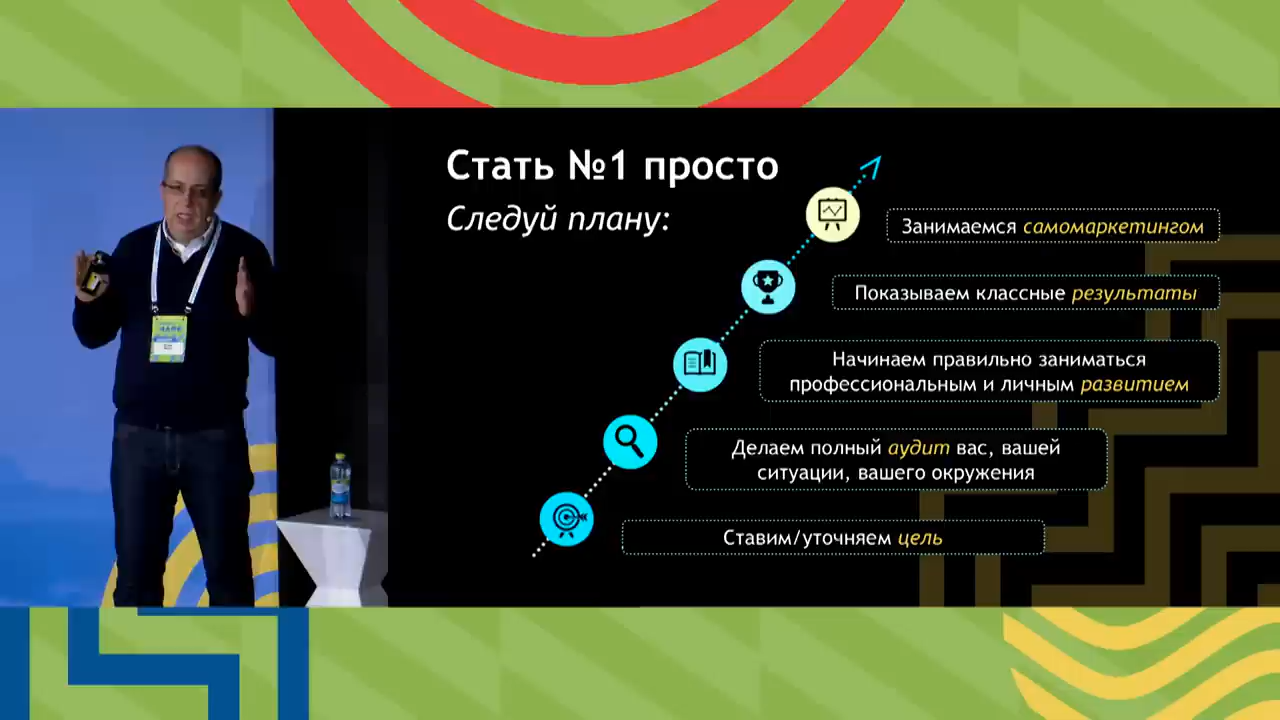 Стать №1 просто
Следуй плану:
Занимаемся самомаркетингом
Показываем классные результаты
Начинаем правильно заниматься
профессиональным и личным развитием
Делаем полный аудит вас, вашей
ситуации, вашего окружения
Ставим/уточняем цель